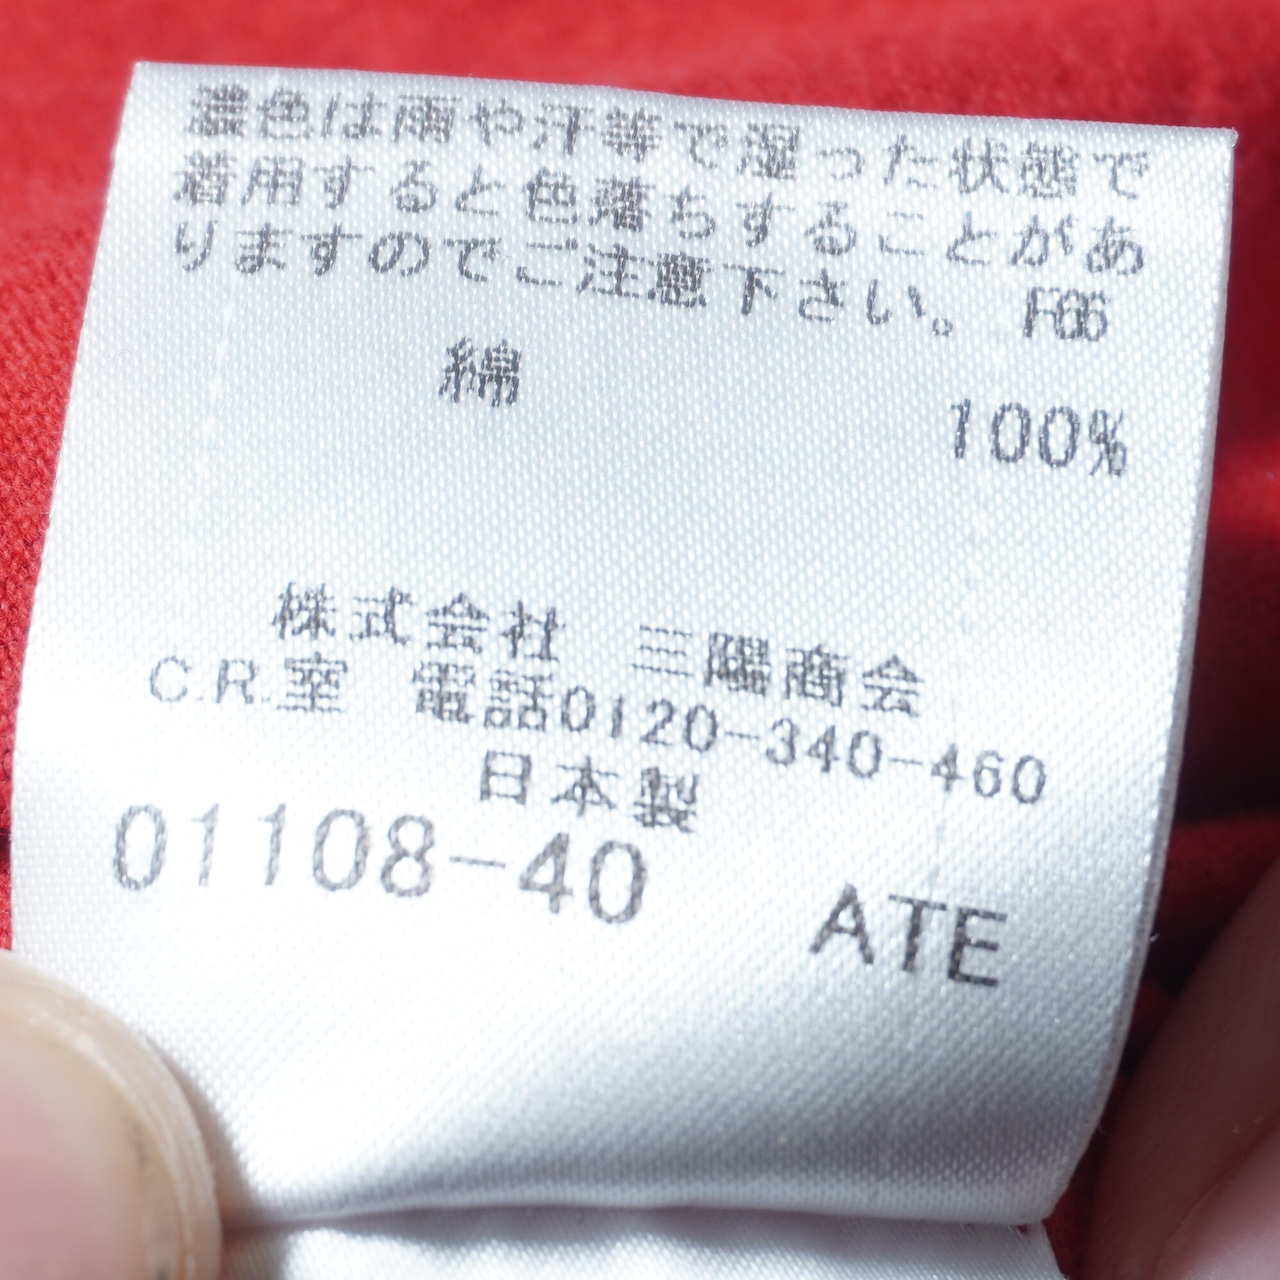 濃色は雨や汗等で湿った状態で
着用すると色落ちすることがあ
りますのでご注意下さい。 F66
綿 100%
株式会社 三陽商会
C.R.室 電話0120-340-460
日本製
01108-40 ATE